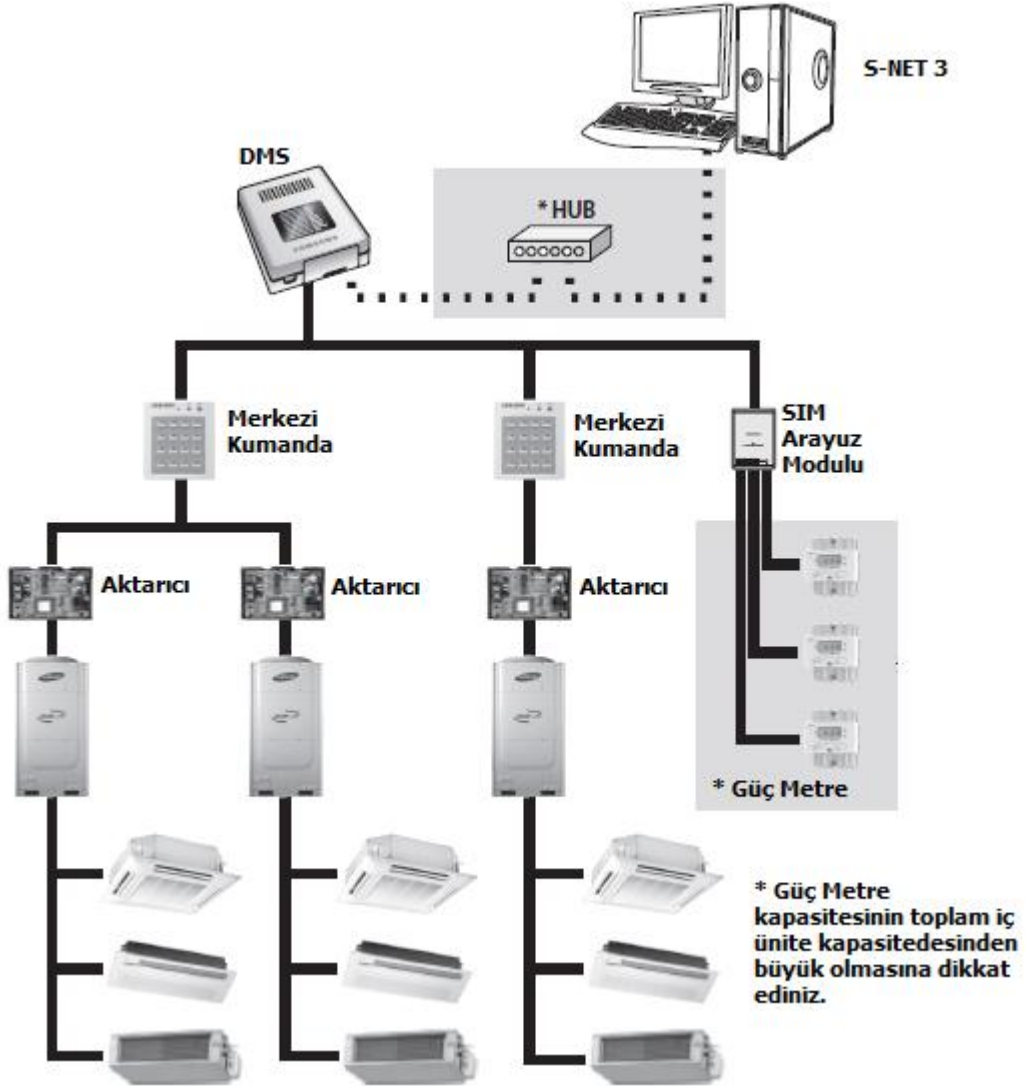 S-NET 3
DMS
* HUB
Merkezi
Kumanda
Merkezi
Kumanda
SIM
Arayuz
Modulu
Aktarıcı
Aktarıcı
Aktarıcı
* Güç Metre
* Güç Metre
kapasitesinin toplam iç
ünite kapasitedesinden
büyük olmasına dikkat
ediniz.